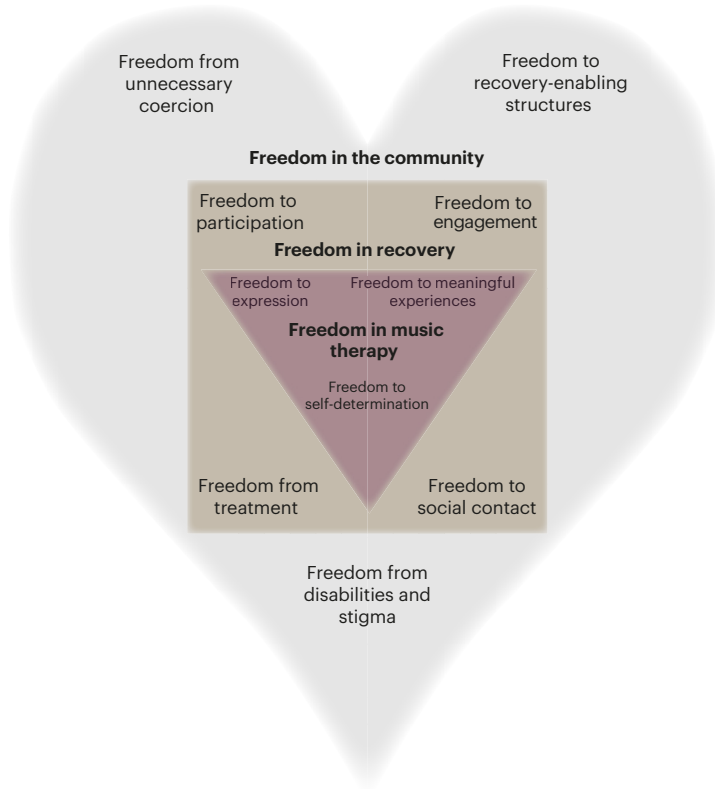 Freedom from
unnecessary
coercion
Freedom to
recovery-enabling
structures
Freedom in the community
Freedom to
participation
Freedom to
engagement
Freedom in recovery
Freedom to
expression
Freedom to meaningful
experiences
Freedom in music
therapy
Freedom to
self-determination
Freedom from
treatment
Freedom to
social contact
Freedom from
disabilities and
stigma